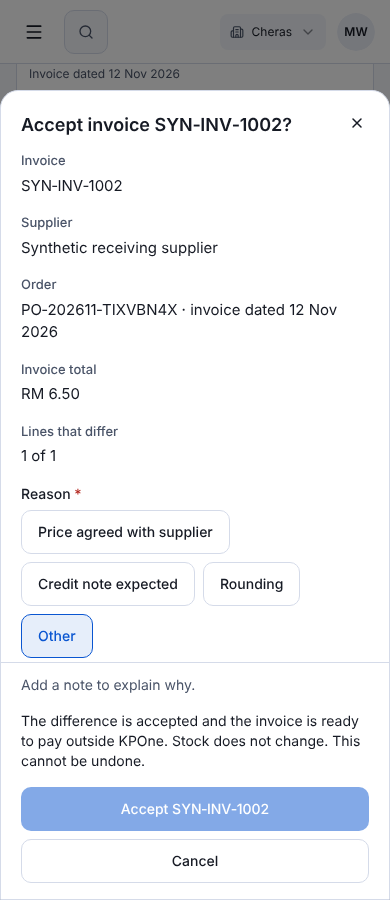 Cheras
MW
Invoice dated 12 Nov 2026
Accept invoice SYN-INV-1002?
Invoice
SYN-INV-1002
Supplier
Synthetic receiving supplier
Order
PO-202611-TIXVBN4X · invoice dated 12 Nov
2026
Invoice total
RM 6.50
Lines that differ
1 of 1
Reason *
Price agreed with supplier
Credit note expected
Rounding
Other
Add a note to explain why.
The difference is accepted and the invoice is ready
to pay outside KPOne. Stock does not change. This
cannot be undone.
Accept SYN-INV-1002
Cancel